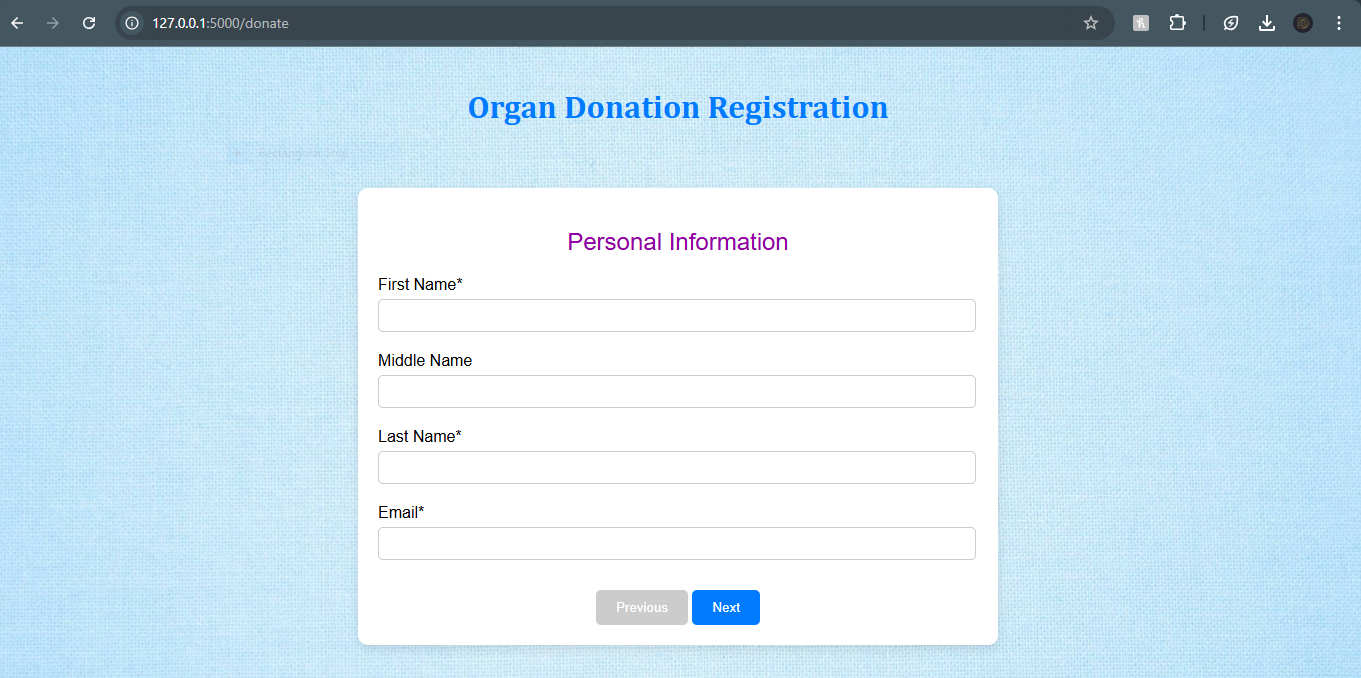 127.0.0.1:5000/donate
Organ Donation Registration
Personal Information
First Name*
Middle Name
Last Name*
Email*
Previous Next